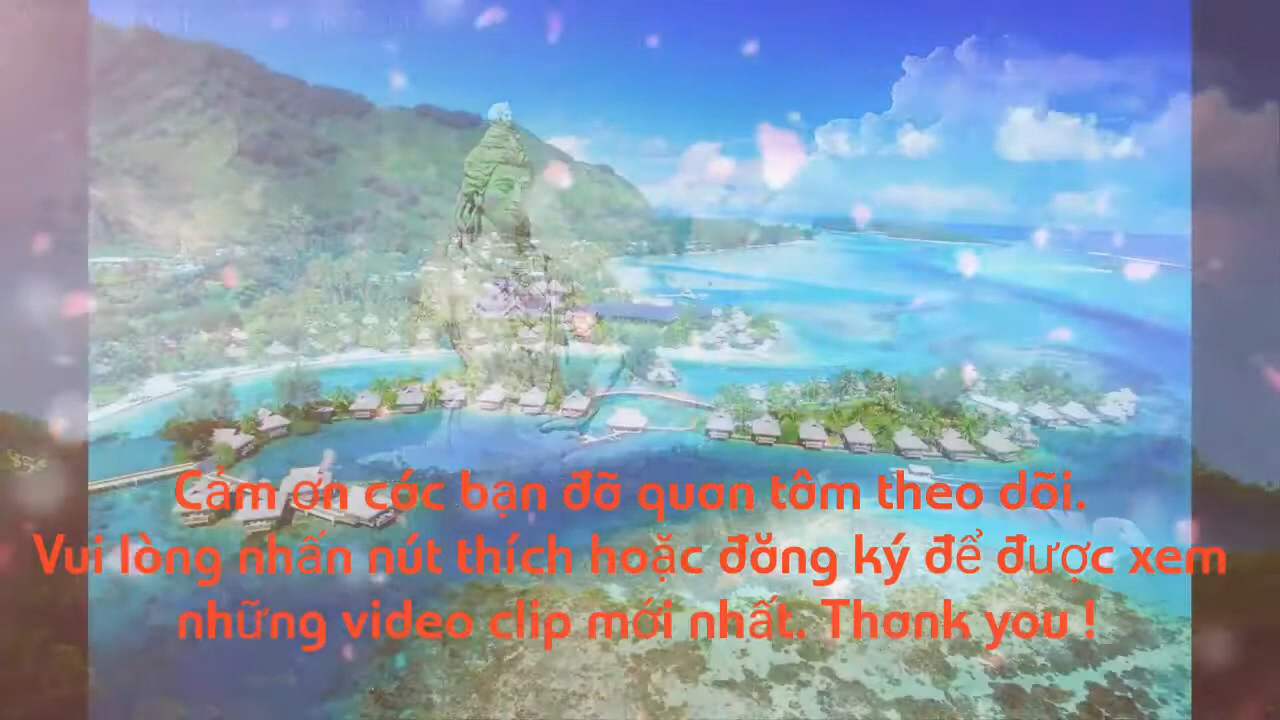 Cảm ơn các bạn đã quan tâm theo dõi.
Vui lòng nhấn nút thích hoặc đăng ký để được xem
những video clip mới nhất. Thank you !